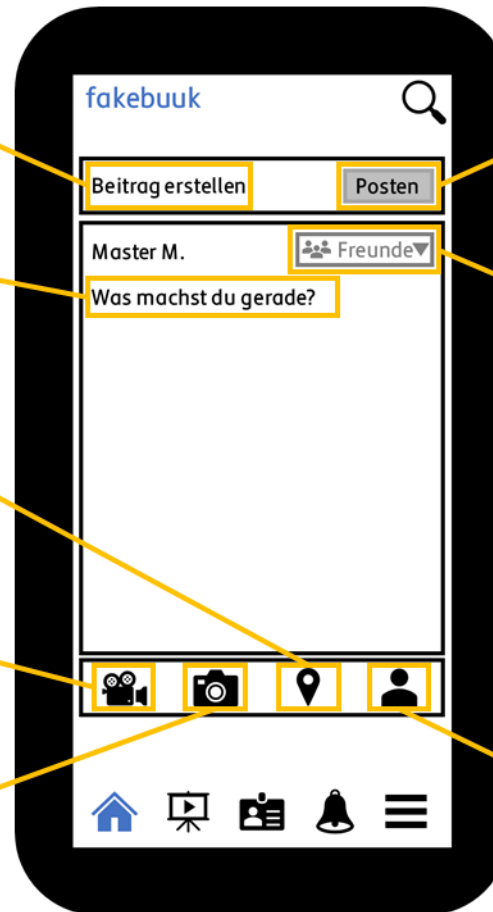 fakebuuk
Beitrag erstellen
Posten
Master M.
Freunde
Was machst du gerade?